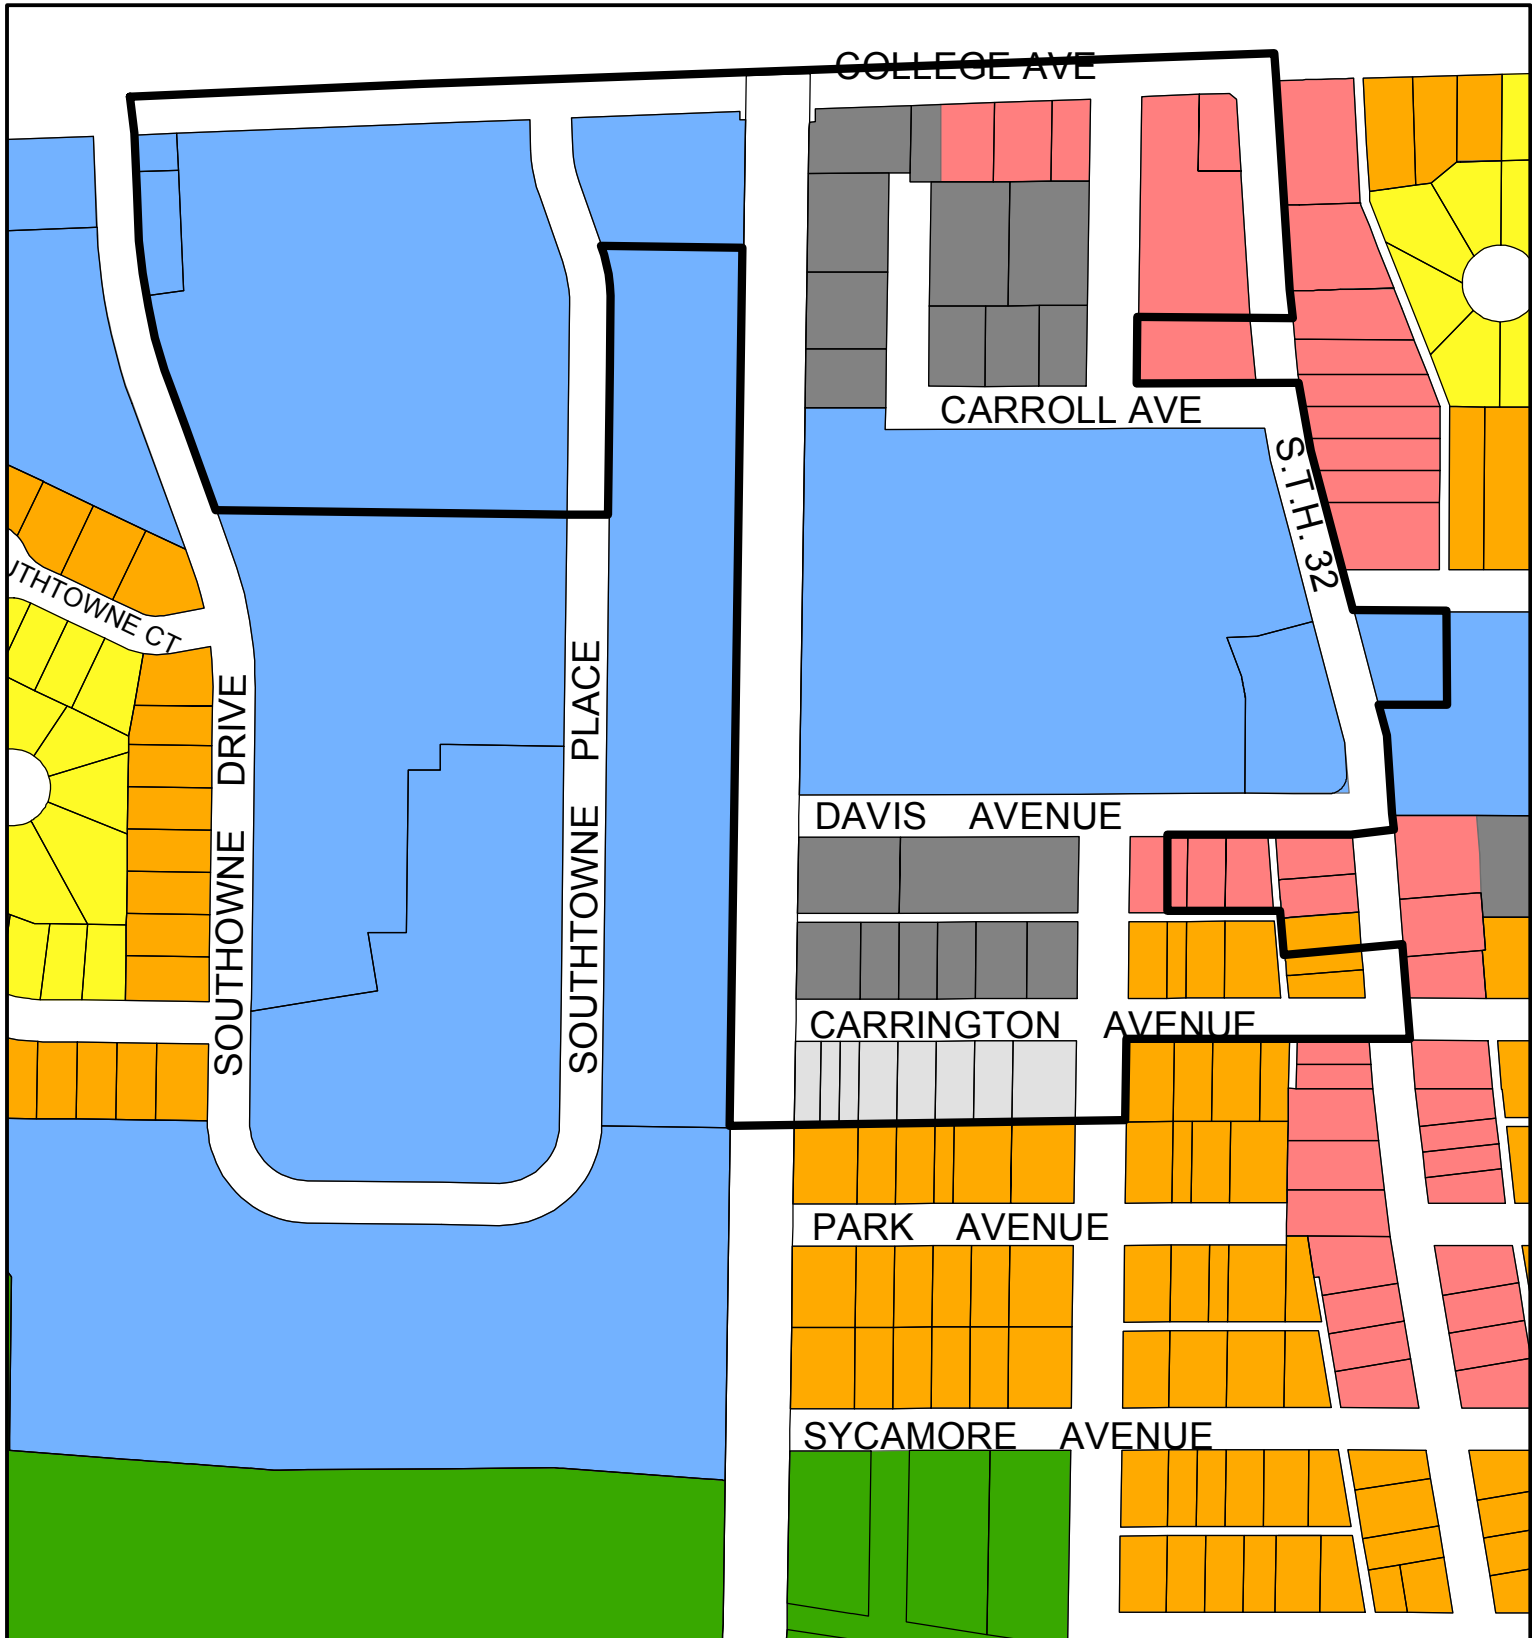 COLLEGE AVE
CARROLL AVE
S.T.H. 32
UTHTOWNE CT
SOUTHOWNE DRIVE
SOUTHTOWNE PLACE
DAVIS AVENUE
CARRINGTON AVENUE
PARK AVENUE
SYCAMORE AVENUE